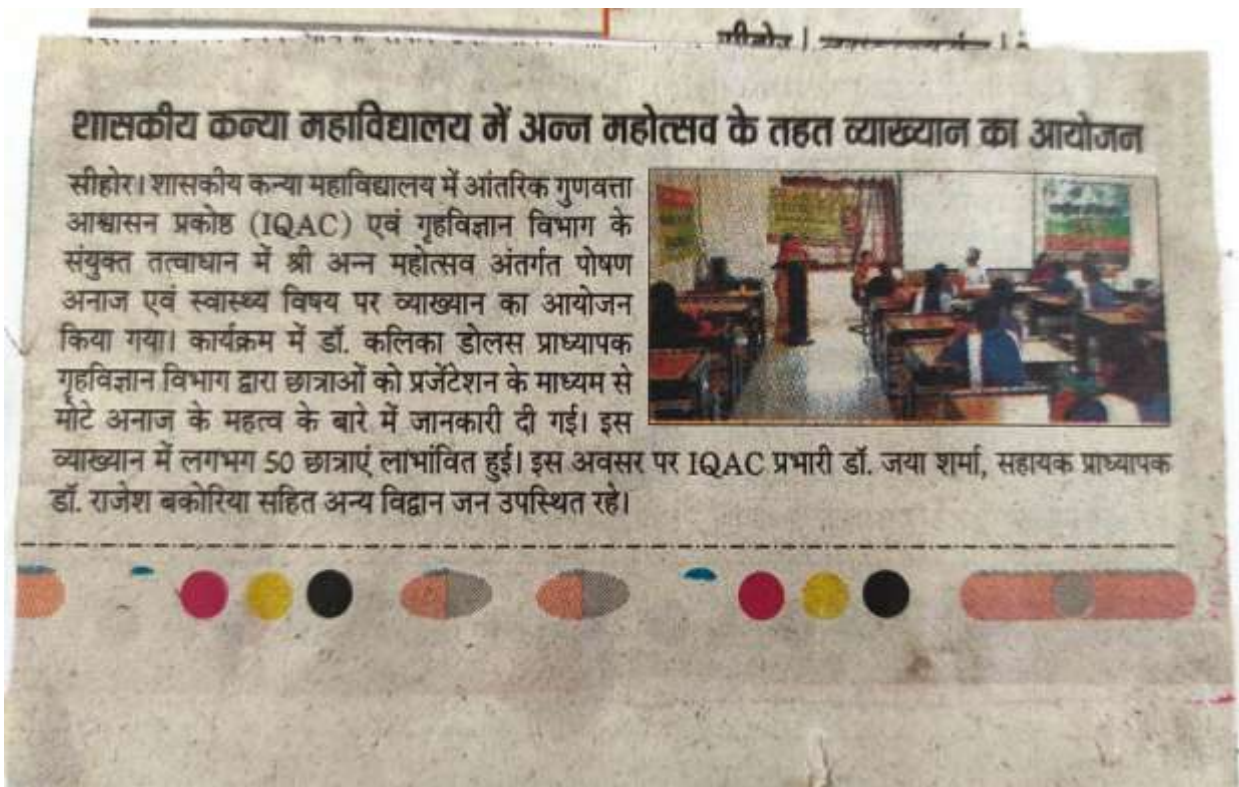 शासकीय कन्या महाविद्यालय में अन्न महोत्सव के तहत व्याख्यान का आयोजन
सीहोर। शासकीय कन्या महाविद्यालय में आंतरिक गुणवत्ता
आश्वासन प्रकोष्ठ (IQAC) एवं गृहविज्ञान विभाग के
संयुक्त तत्वाधान में श्री अन्न महोत्सव अंतर्गत पोषण
अनाज एवं स्वास्थ्य विषय पर व्याख्यान का आयोजन
किया गया। कार्यक्रम में डॉ. कलिका डोलस प्राध्यापक
गृहविज्ञान विभाग द्वारा छात्राओं को प्रजेंटेशन के माध्यम से
मोटे अनाज के महत्व के बारे में जानकारी दी गई। इस
व्याख्यान में लगभग 50 छात्राएं लाभांवित हुई। इस अवसर पर IQAC प्रभारी डॉ. जया शर्मा, सहायक प्राध्यापक
डॉ. राजेश बकोरिया सहित अन्य विद्वान जन उपस्थित रहे।